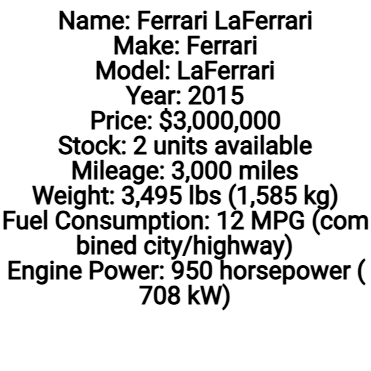 Name: Ferrari LaFerrari
Make: Ferrari
Model: LaFerrari
Year: 2015
Price: $3,000,000
Stock: 2 units available
Mileage: 3,000 miles
Weight: 3,495 lbs (1,585 kg)
Fuel Consumption: 12 MPG (com
bined city/highway)
Engine Power: 950 horsepower (
708 kW)